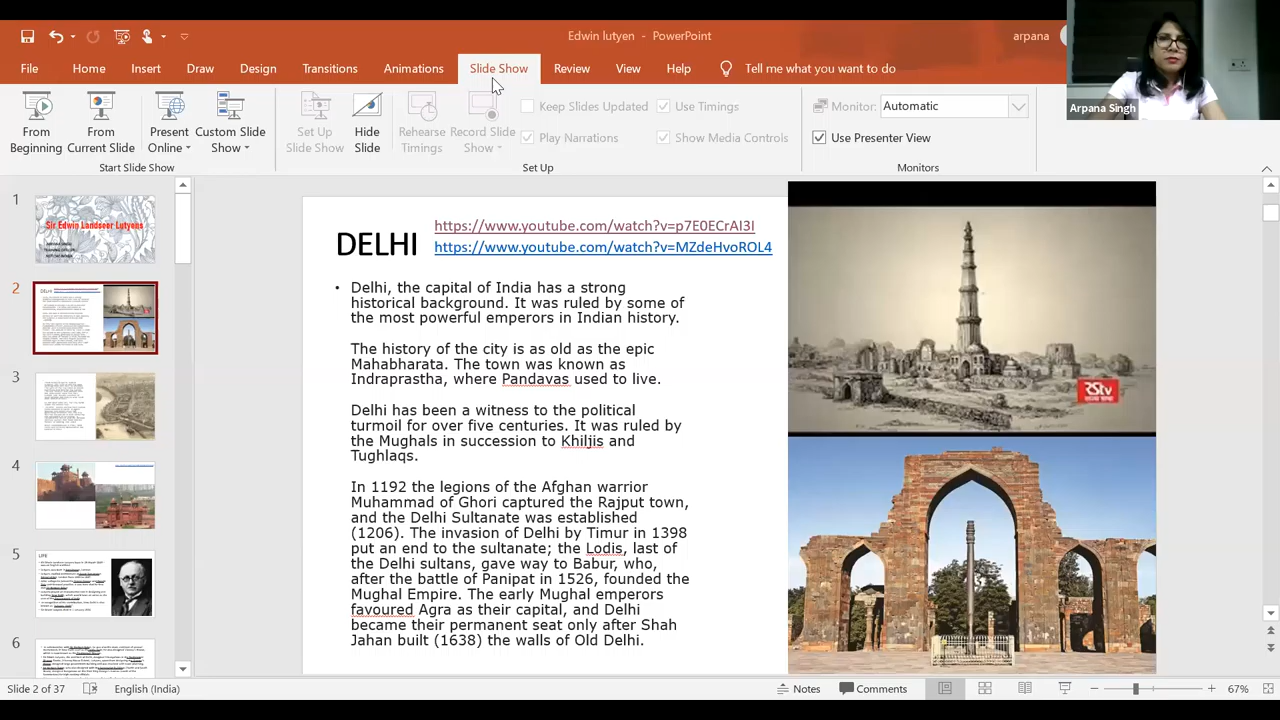 Edwin lutyen - PowerPoint
arpana
File Home Insert Draw Design Transitions Animations Slide Show Review View Help Tell me what you want to do
Arpana Singh
From Beginning
From Current Slide
Present Online
Custom Slide Show
Set Up Slide Show
Hide Slide
Rehearse Timings
Record Slide Show
Keep Slides Updated
Play Narrations
Use Timings
Show Media Controls
Monitor: Automatic
Use Presenter View
Start Slide Show
Set Up
Monitors
1
Sir Edwin Landseer Lutyens
2
3
4
5
LIFE
6
DELHI
https://www.youtube.com/watch?v=p7E0ECrAI3I
https://www.youtube.com/watch?v=MZdeHvoROL4
• Delhi, the capital of India has a strong
historical background. It was ruled by some of
the most powerful emperors in Indian history.
The history of the city is as old as the epic
Mahabharata. The town was known as
Indraprastha, where Pandavas used to live.
Delhi has been a witness to the political
turmoil for over five centuries. It was ruled by
the Mughals in succession to Khiljis and
Tughlaqs.
In 1192 the legions of the Afghan warrior
Muhammad of Ghori captured the Rajput town,
and the Delhi Sultanate was established
(1206). The invasion of Delhi by Timur in 1398
put an end to the sultanate; the Lodis, last of
the Delhi sultans, gave way to Babur, who,
after the battle of Panipat in 1526, founded the
Mughal Empire. The early Mughal emperors
favoured Agra as their capital, and Delhi
became their permanent seat only after Shah
Jahan built (1638) the walls of Old Delhi.
RStv
Slide 2 of 37
English (India)
Notes
Comments
67%